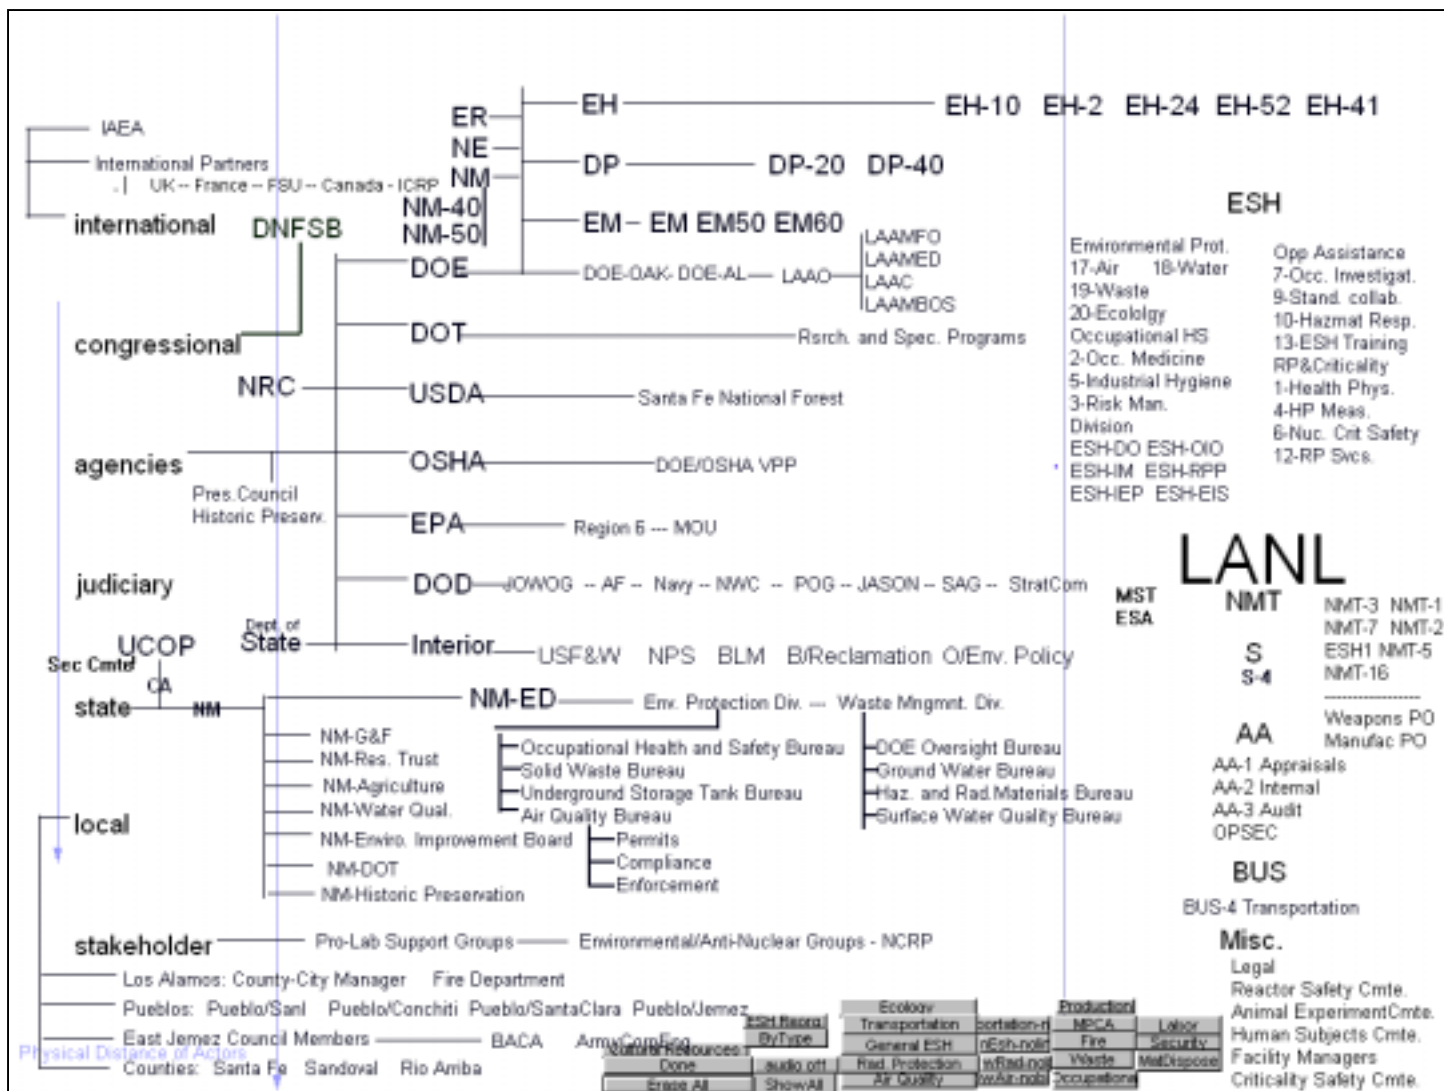 EH EH-10 EH-2 EH-24 EH-52 EH-41
ER
IAEA
NE
International Partners
DP DP-20 DP-40
NM
UK -- France -- FSU -- Canada - ICRP
NM-40
NM-50
international
DNFSB
EM – EM EM50 EM60
DOE
DOE-OAK- DOE-AL LAAO
LAAMFO
LAAMED
LAAC
LAAMBOS
congressional
DOT
Rsrch. and Spec. Programs
NRC
USDA
Santa Fe National Forest
agencies
OSHA
DOE/OSHA VPP
Pres.Council
Historic Preserv.
EPA
Region 6 --- MOU
judiciary
DOD
JOWOG -- AF -- Navy -- NWC -- POG -- JASON -- SAG -- StratCom
Dept. of
State
UCOP
Interior
USF&W NPS BLM B/Reclamation O/Env. Policy
CA
state
NM
NM-ED
Env. Protection Div. --- Waste Mngmnt. Div.
NM-G&F
NM-Res. Trust
NM-Agriculture
NM-Water Qual.
NM-Enviro. Improvement Board
NM-DOT
NM-Historic Preservation
Occupational Health and Safety Bureau
Solid Waste Bureau
Underground Storage Tank Bureau
Air Quality Bureau
Permits
Compliance
Enforcement
DOE Oversight Bureau
Ground Water Bureau
Haz. and Rad.Materials Bureau
Surface Water Quality Bureau
local
stakeholder
Pro-Lab Support Groups
Environmental/Anti-Nuclear Groups - NCRP
Los Alamos: County-City Manager Fire Department
Pueblos: Pueblo/SanI Pueblo/Conchiti Pueblo/SantaClara Pueblo/Jemez
East Jemez Council Members BACA ArmyCorpEng
Physical Distance of Actors
Counties: Santa Fe Sandoval Rio Arriba
ESH
Environmental Prot.
17-Air 18-Water
19-Waste
20-Ecololgy
Occupational HS
2-Occ. Medicine
5-Industrial Hygiene
3-Risk Man.
Division
ESH-DO ESH-OIO
ESH-IM ESH-RPP
ESH-IEP ESH-EIS
Opp Assistance
7-Occ. Investigat.
9-Stand. collab.
10-Hazmat Resp.
13-ESH Training
RP&Criticality
1-Health Phys.
4-HP Meas.
6-Nuc. Crit Safety
12-RP Svcs.
LANL
MST
ESA
NMT
NMT-3 NMT-1
NMT-7 NMT-2
ESH1 NMT-5
NMT-16
-------------------
Weapons PO
Manufac PO
S
S-4
AA
AA-1 Appraisals
AA-2 Internal
AA-3 Audit
OPSEC
BUS
BUS-4 Transportation
Misc.
Legal
Reactor Safety Cmte.
Animal ExperimentCmte.
Human Subjects Cmte.
Facility Managers
Criticality Safety Cmte.
ByType
Done
Erase All
audio off
ShowAll
Ecology
Transportation
General ESH
Rad. Protection
Air Quality
Production
MPCA
Fire
Waste
Labor
Security
MatDispose